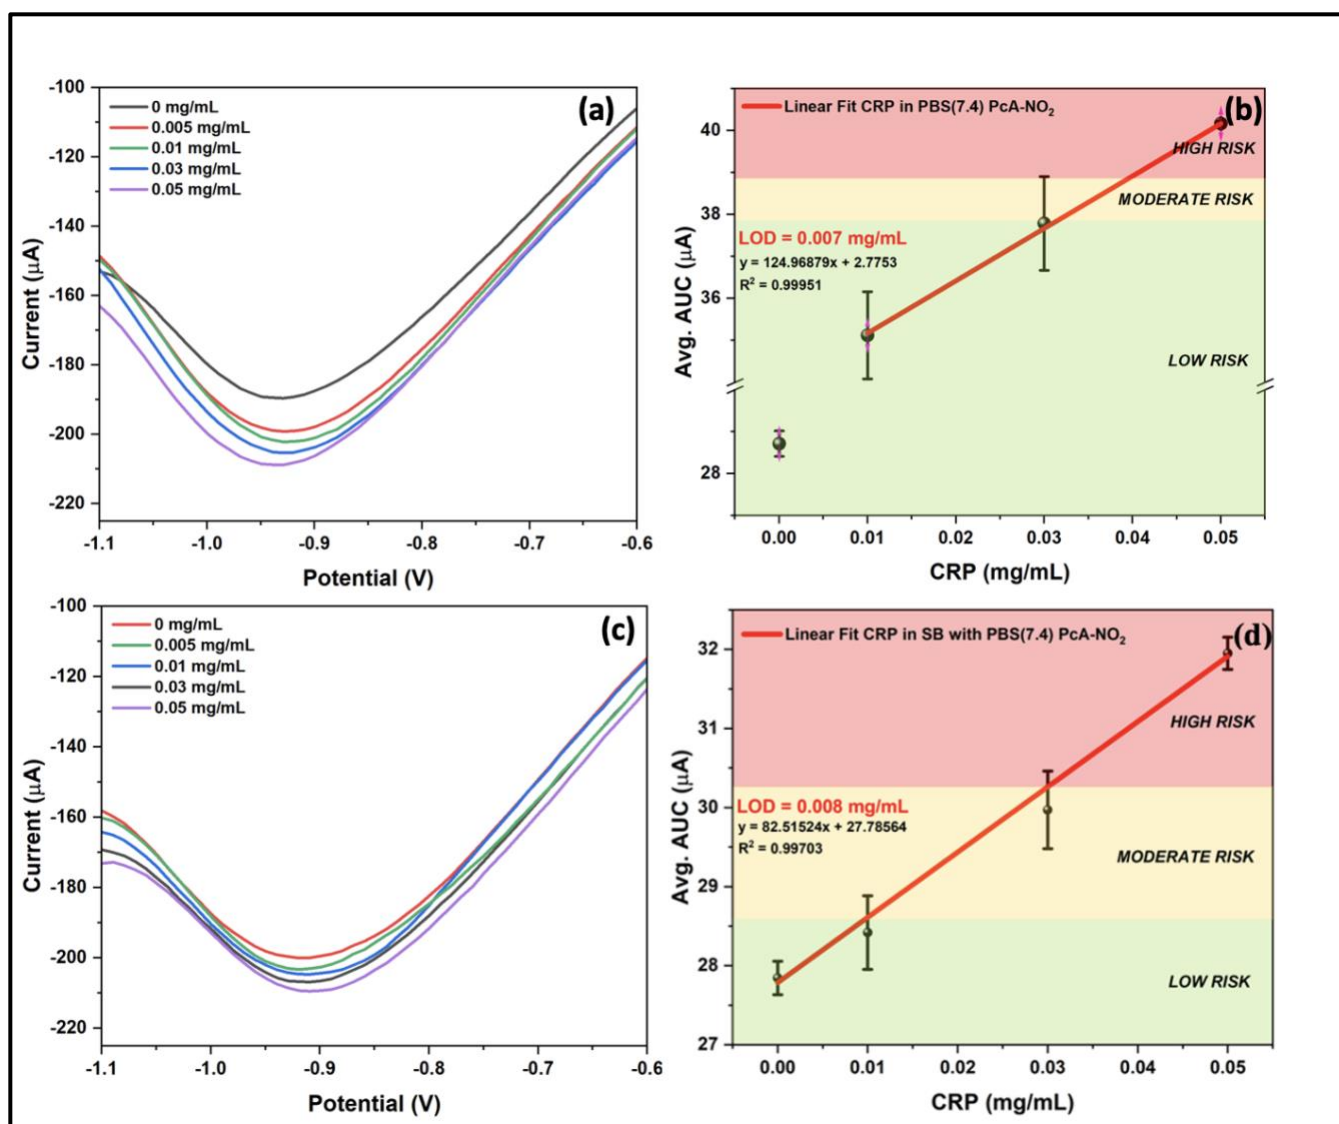 (a)
0 mg/mL
0.005 mg/mL
0.01 mg/mL
0.03 mg/mL
0.05 mg/mL
-100
-120
-140
-160
-180
-200
-220
Current (µA)
-1.1 -1.0 -0.9 -0.8 -0.7 -0.6
Potential (V)
(b)
Linear Fit CRP in PBS(7.4) PcA-NO₂
HIGH RISK
MODERATE RISK
LOD = 0.007 mg/mL
y = 124.96879x + 2.7753
R² = 0.99951
LOW RISK
40
38
36
28
Avg. AUC (µA)
0.00 0.01 0.02 0.03 0.04 0.05
CRP (mg/mL)
(c)
0 mg/mL
0.005 mg/mL
0.01 mg/mL
0.03 mg/mL
0.05 mg/mL
-100
-120
-140
-160
-180
-200
-220
Current (µA)
-1.1 -1.0 -0.9 -0.8 -0.7 -0.6
Potential (V)
(d)
Linear Fit CRP in SB with PBS(7.4) PcA-NO₂
HIGH RISK
LOD = 0.008 mg/mL
y = 82.51524x + 27.78564
R² = 0.99703
MODERATE RISK
LOW RISK
32
31
30
29
28
27
Avg. AUC (µA)
0.00 0.01 0.02 0.03 0.04 0.05
CRP (mg/mL)